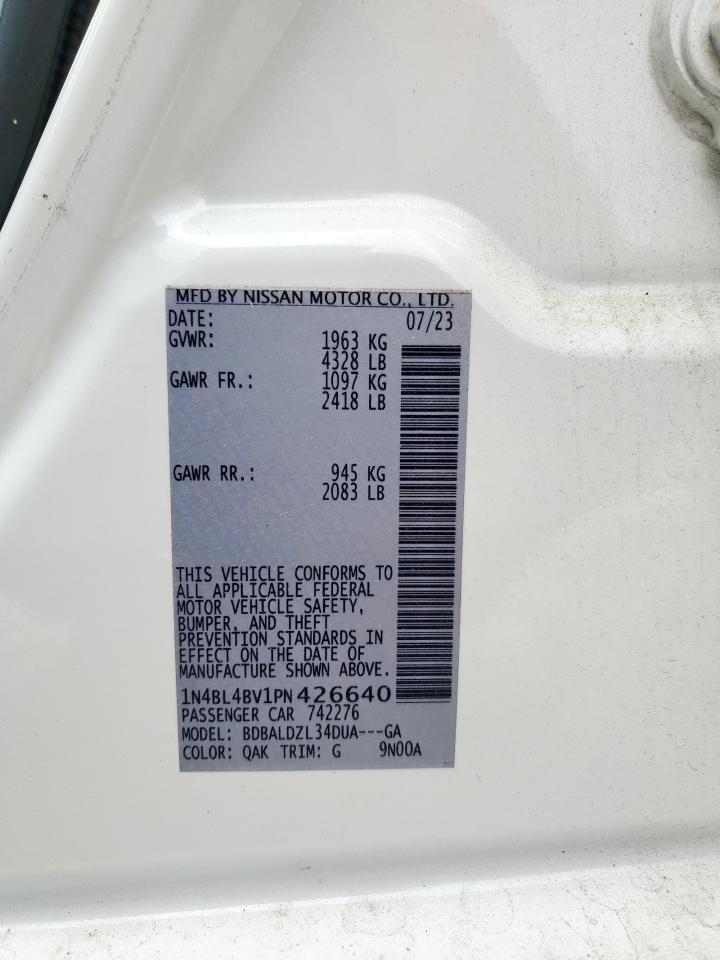 MFD BY NISSAN MOTOR CO., LTD.
DATE: 07/23
GVWR: 1963 KG
4328 LB
GAWR FR.: 1097 KG
2418 LB
GAWR RR.: 945 KG
2083 LB
THIS VEHICLE CONFORMS TO
ALL APPLICABLE FEDERAL
MOTOR VEHICLE SAFETY,
BUMPER, AND THEFT
PREVENTION STANDARDS IN
EFFECT ON THE DATE OF
MANUFACTURE SHOWN ABOVE.
1N4BL4BV1PN426640
PASSENGER CAR 742276
MODEL: BDBALDZL34DUA---GA
COLOR: QAK TRIM: G 9N00A